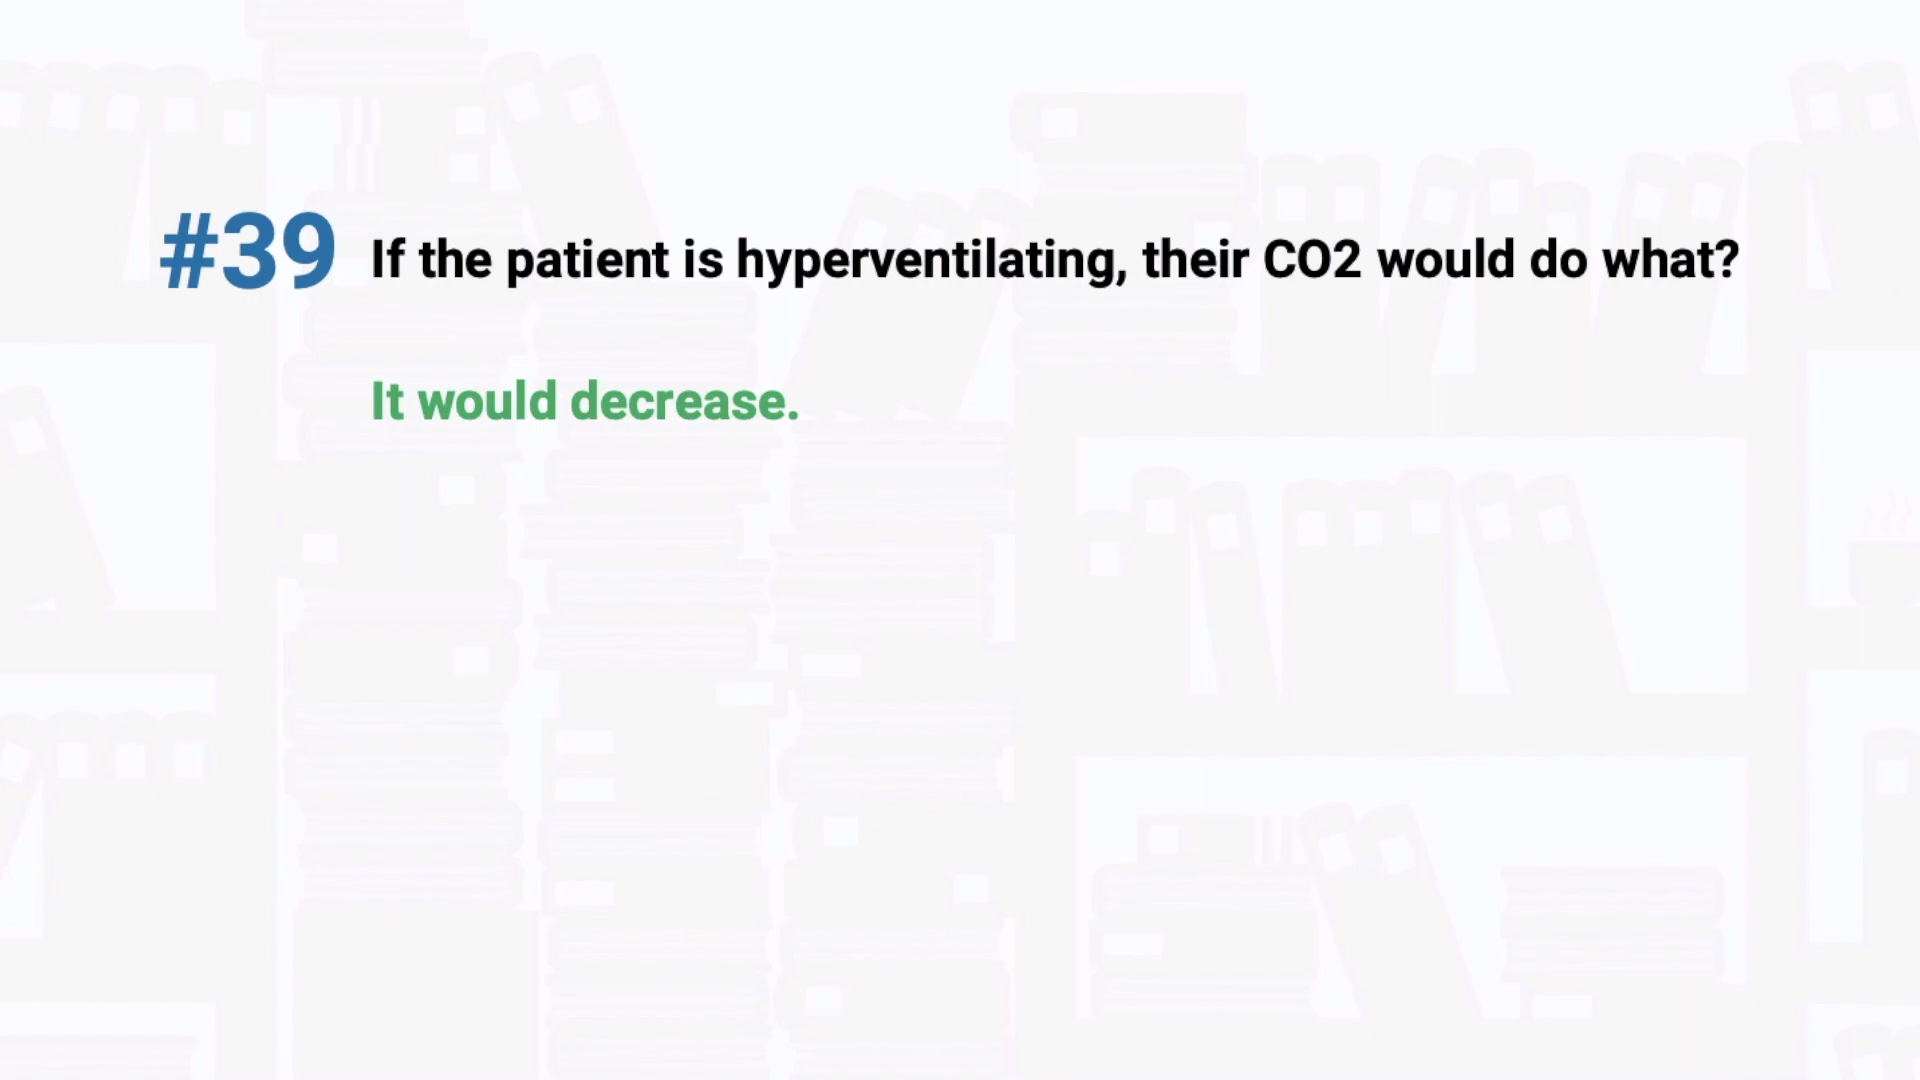 #39 If the patient is hyperventilating, their CO2 would do what?
It would decrease.